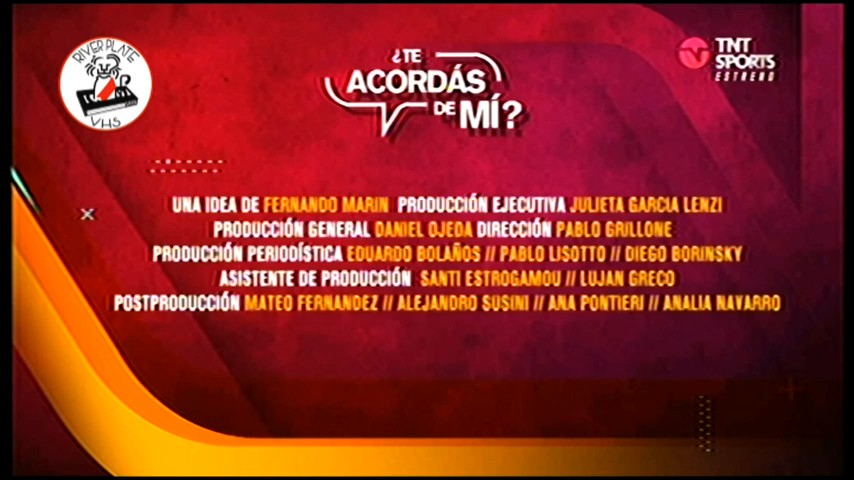 RIVER PLATE
VHS
¿TE
ACORDÁS
DE MÍ?
TNT
SPORTS
ESTRENO
UNA IDEA DE FERNANDO MARIN PRODUCCIÓN EJECUTIVA JULIETA GARCIA LENZI
PRODUCCIÓN GENERAL DANIEL OJEDA DIRECCIÓN PABLO GRILLONE
PRODUCCIÓN PERIODÍSTICA EDUARDO BOLAÑOS // PABLO LISOTTO // DIEGO BORINSKY
ASISTENTE DE PRODUCCIÓN SANTI ESTROGAMOU // LUJAN GRECO
POSTPRODUCCIÓN MATEO FERNANDEZ // ALEJANDRO SUSINI // ANA PONTIERI // ANALIA NAVARRO